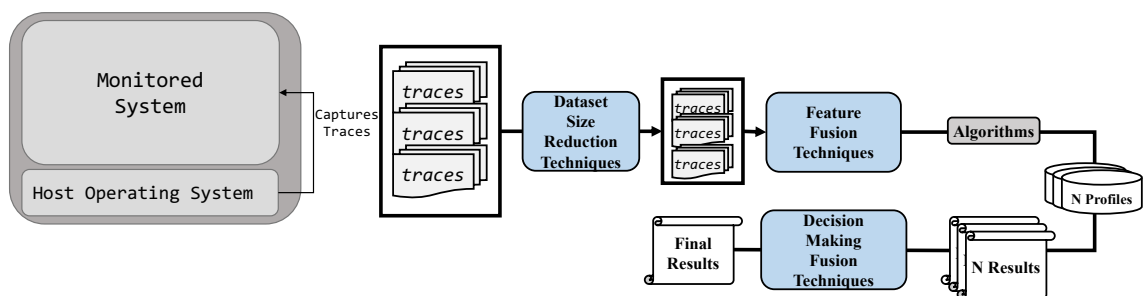 Monitored
System
Host Operating System
Captures
Traces
traces
traces
traces
Dataset
Size
Reduction
Techniques
traces
traces
traces
Feature
Fusion
Techniques
Algorithms
N Profiles
N Results
Decision
Making
Fusion
Techniques
Final
Results